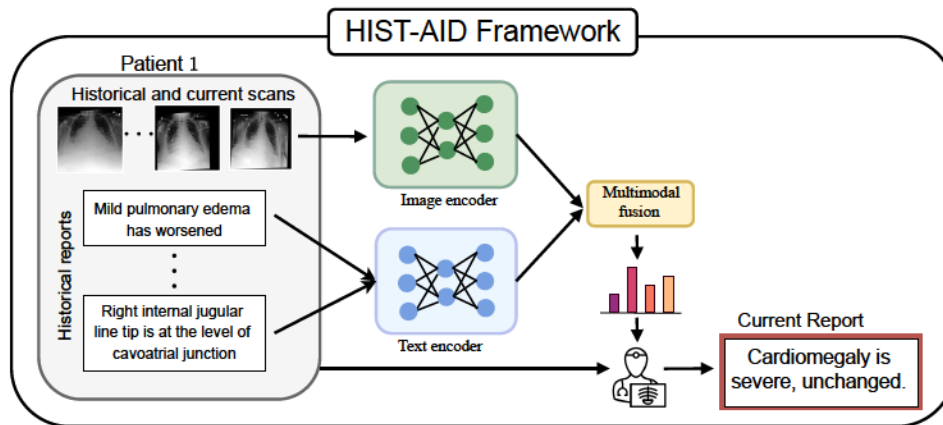 HIST-AID Framework
Patient 1
Historical and current scans
Historical reports
Mild pulmonary edema
has worsened
Right internal jugular
line tip is at the level of
cavoatrial junction
Image encoder
Text encoder
Multimodal
fusion
Current Report
Cardiomegaly is
severe, unchanged.